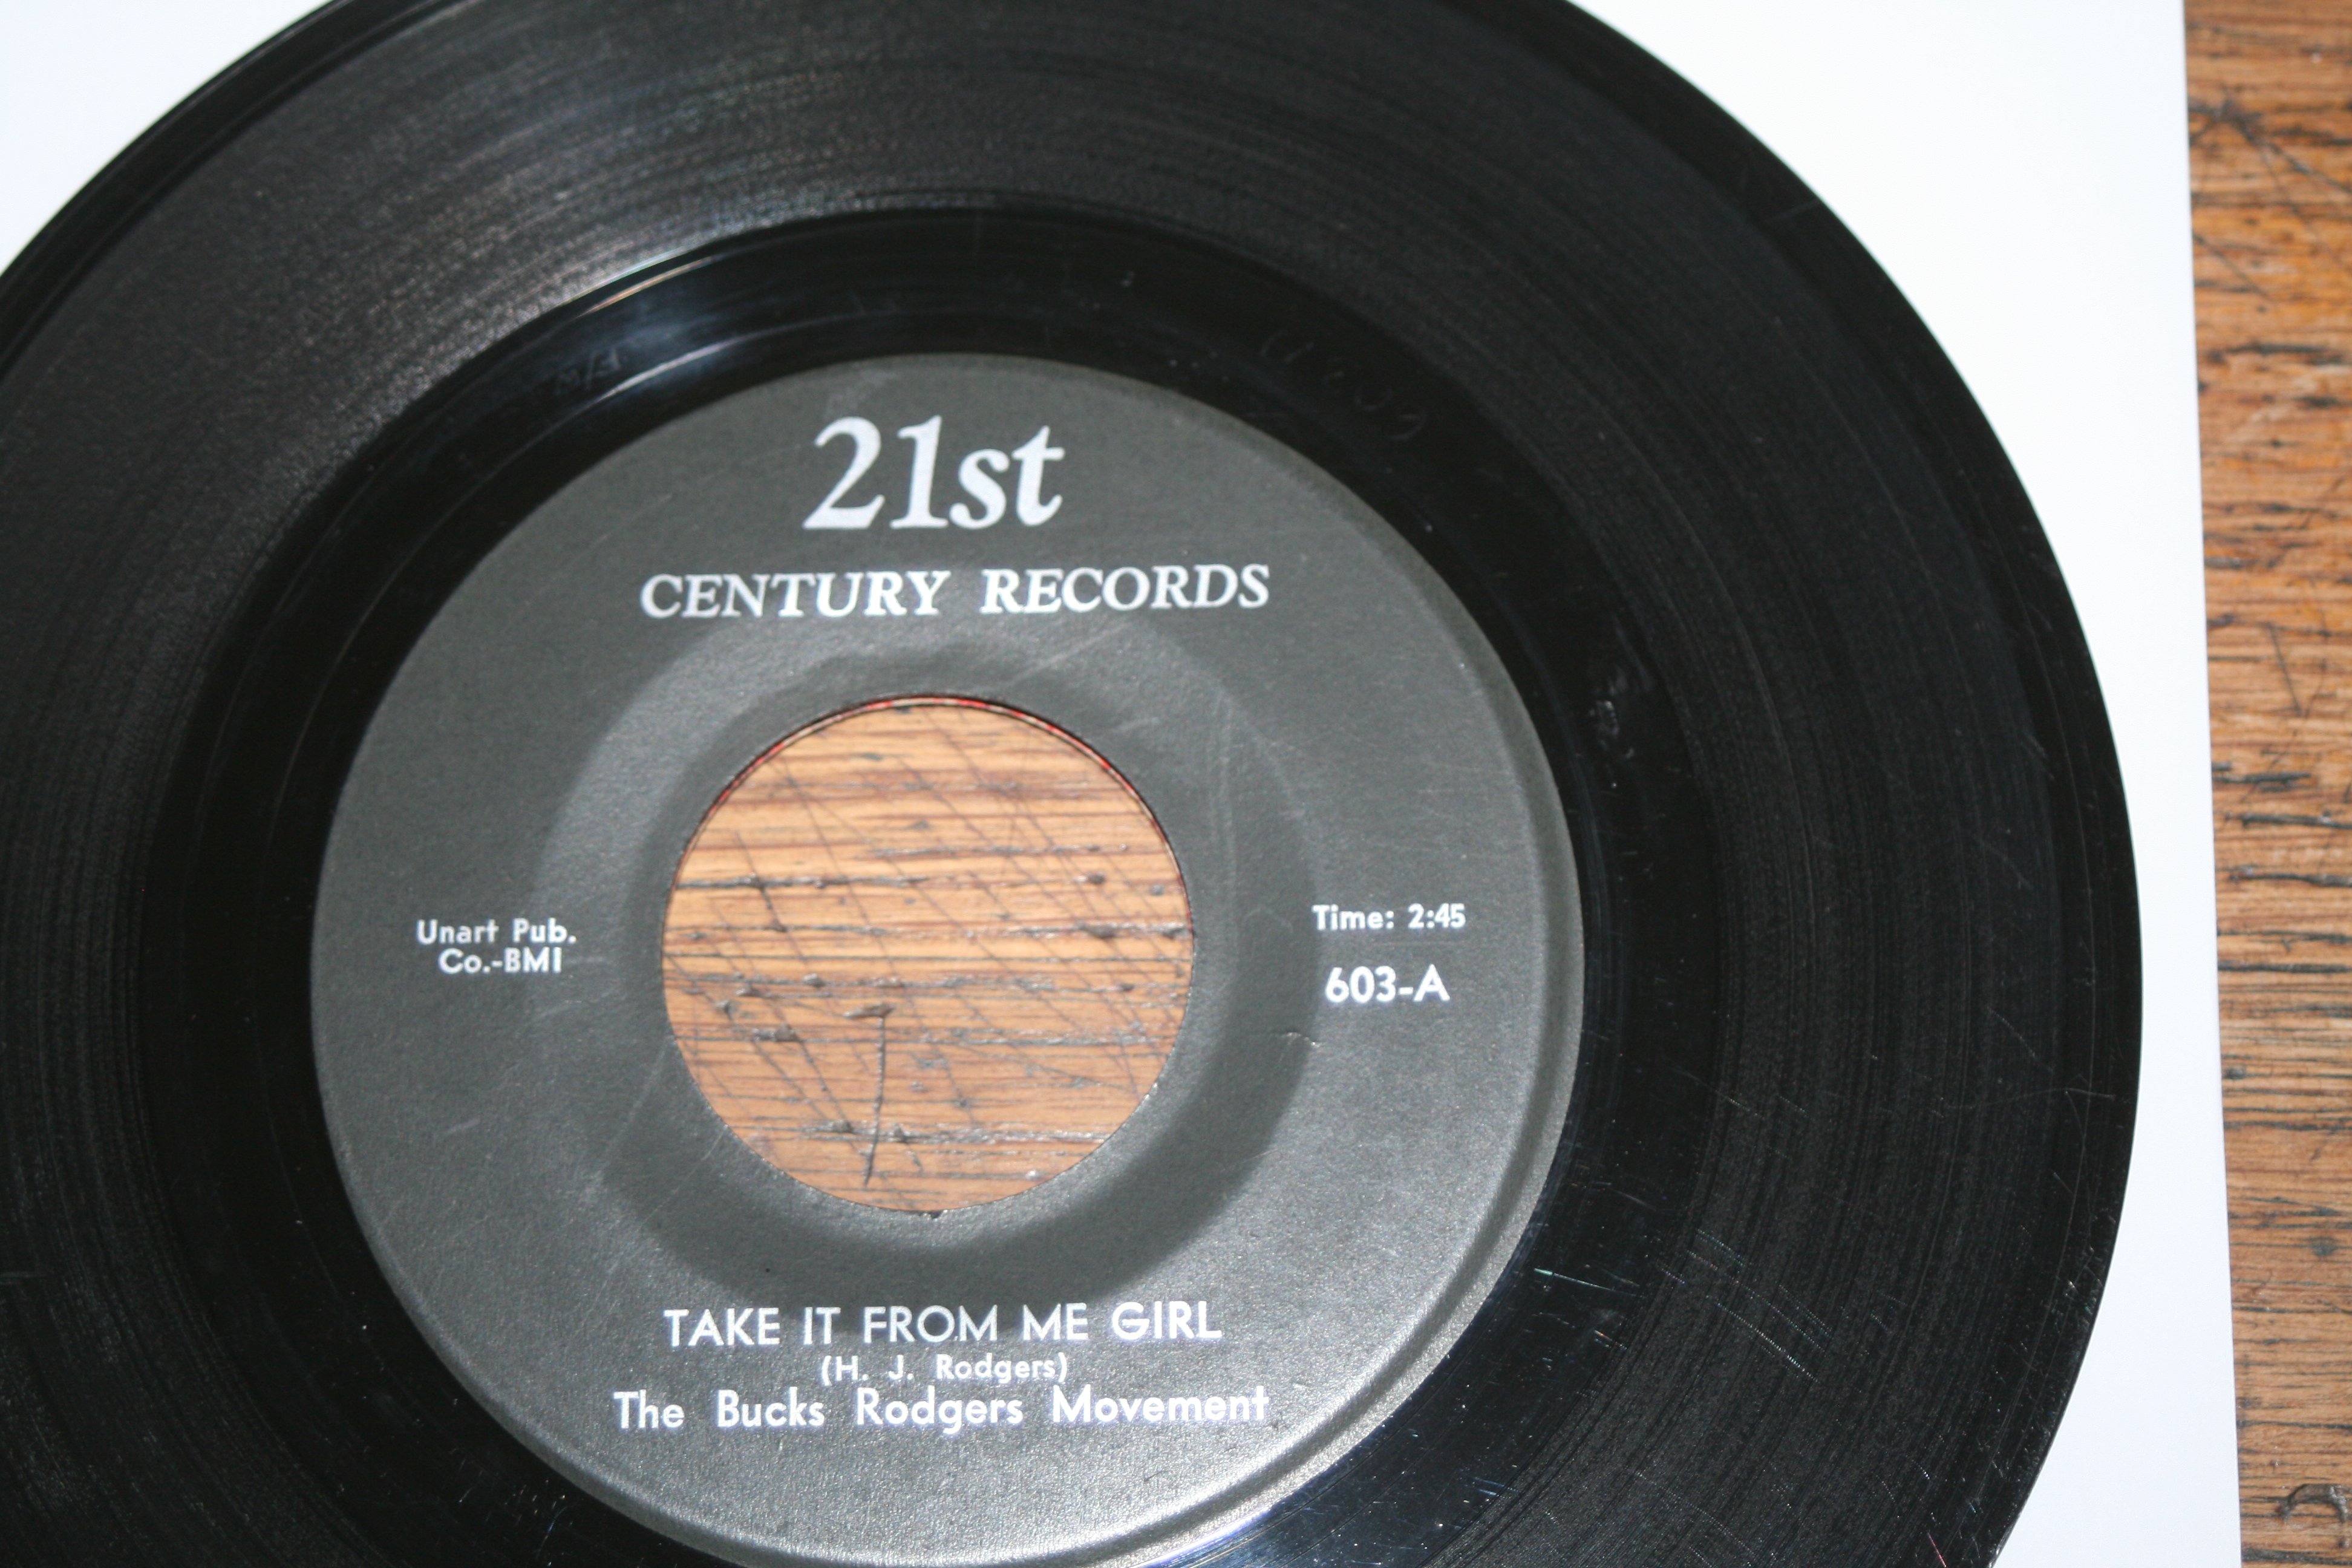 21st
CENTURY RECORDS
Unart Pub.
Co.-BMI
Time: 2:45
603-A
TAKE IT FROM ME GIRL
(H. J. Rodgers)
The Bucks Rodgers Movement